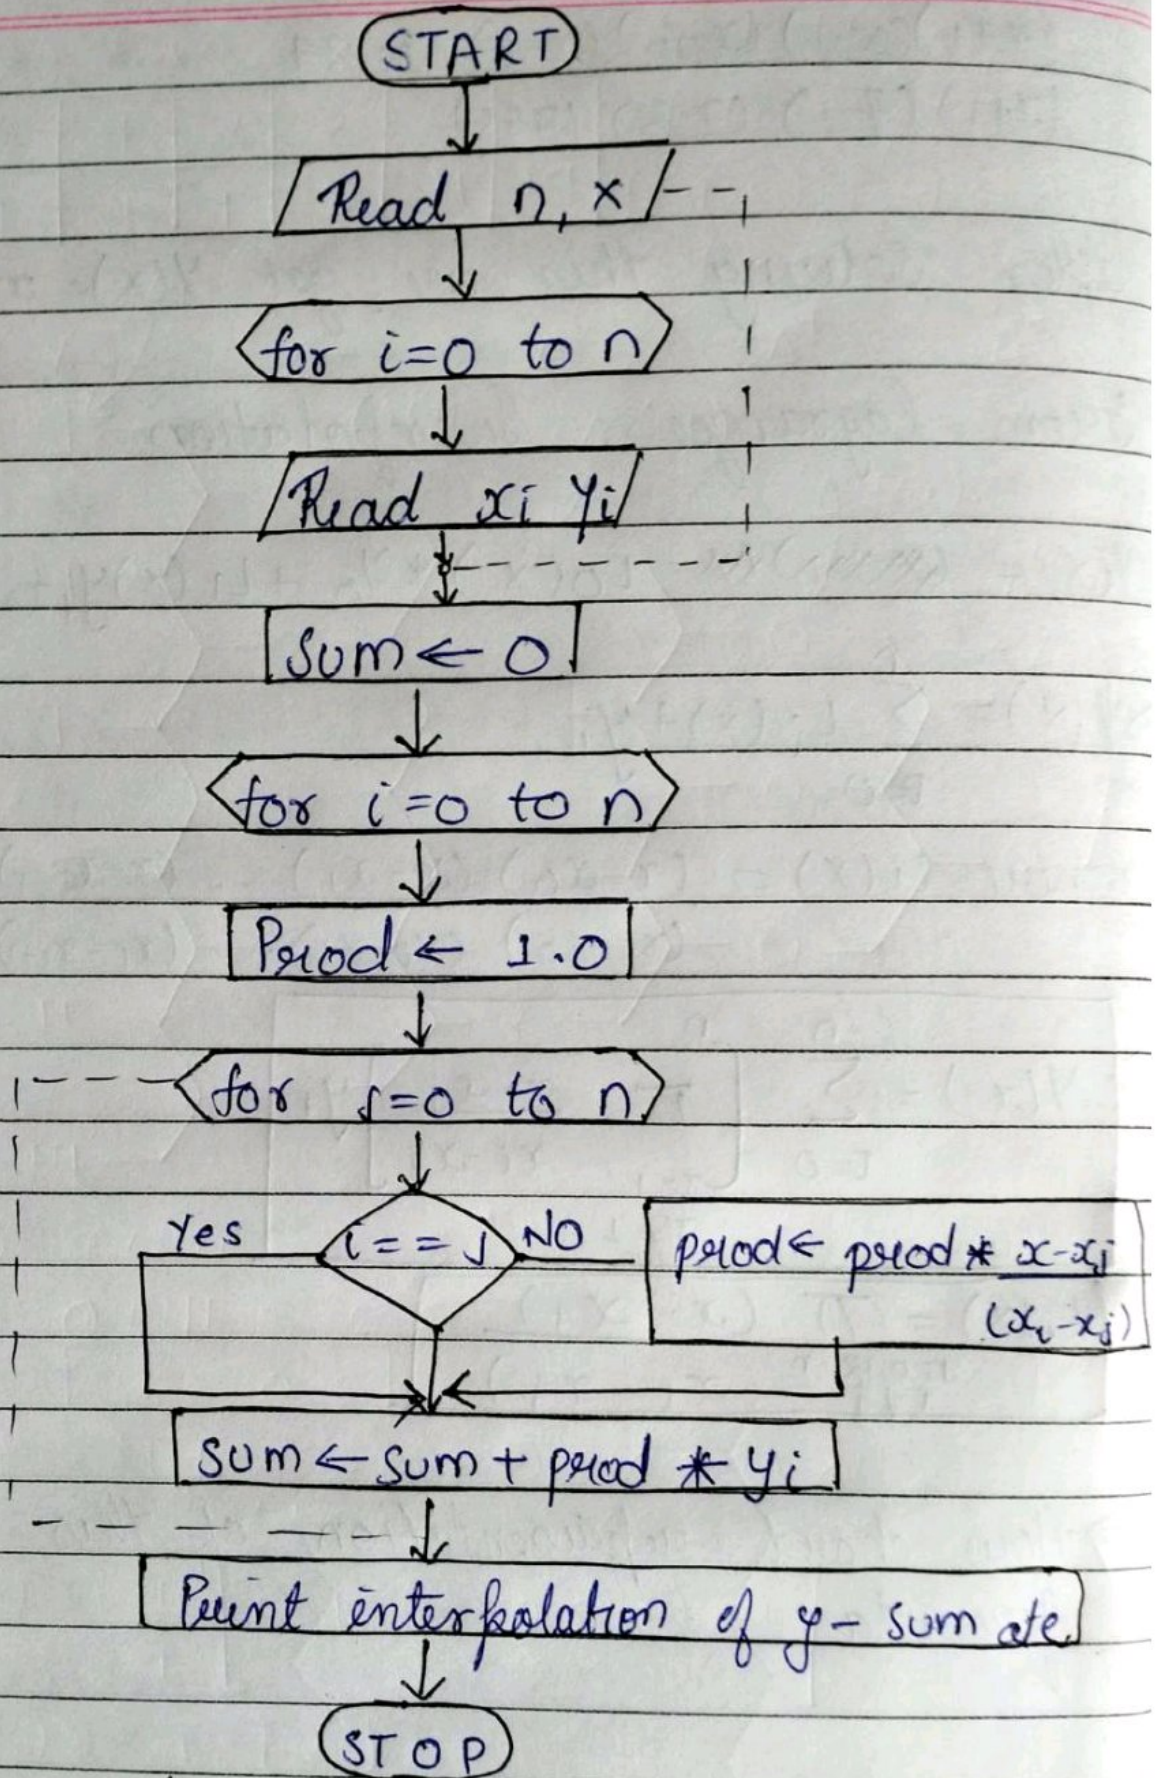 START
Read n, x
for i=0 to n
Read xi yi
Sum ← 0
for i=0 to n
Prod ← 1.0
for j=0 to n
Yes i==j NO
prod ← prod * x-xj
(xi-xj)
sum ← sum + prod * yi
Print interpolation of y - sum
STOP